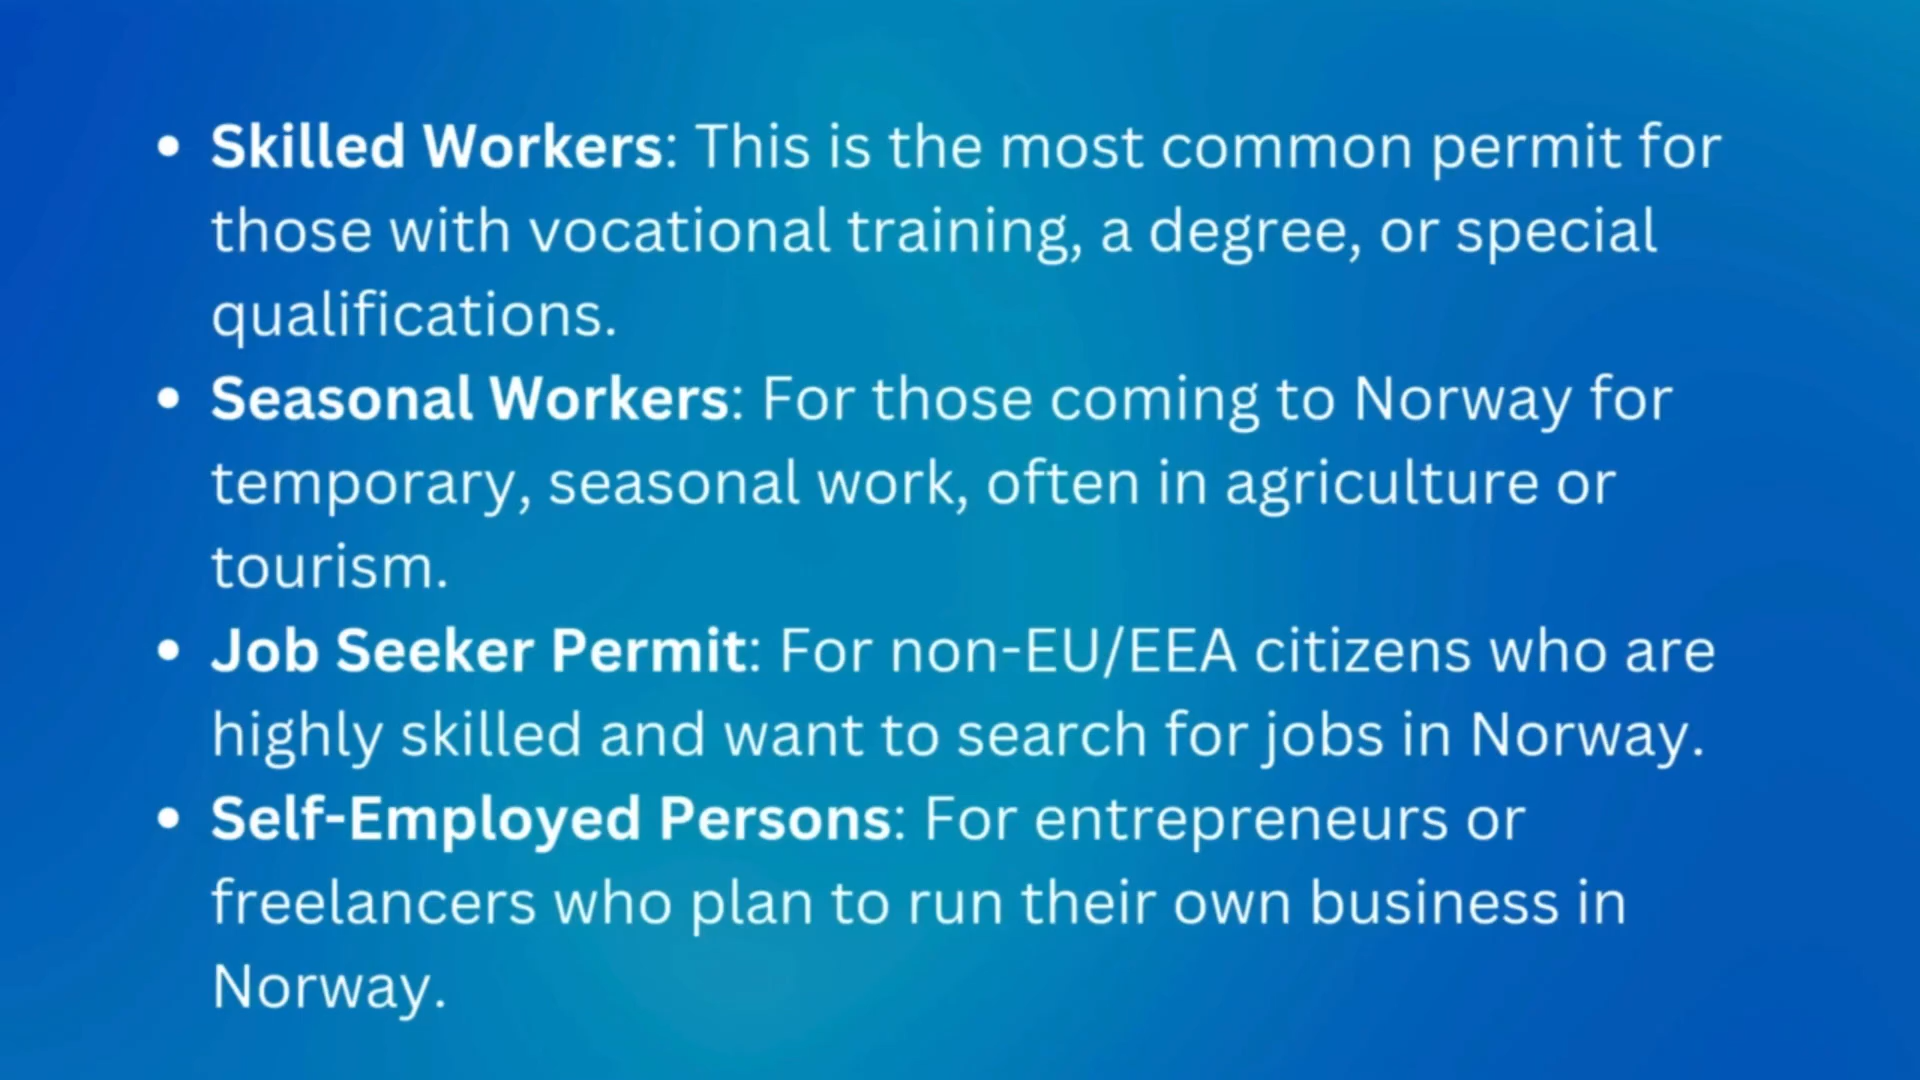 • Skilled Workers: This is the most common permit for
those with vocational training, a degree, or special
qualifications.
• Seasonal Workers: For those coming to Norway for
temporary, seasonal work, often in agriculture or
tourism.
• Job Seeker Permit: For non-EU/EEA citizens who are
highly skilled and want to search for jobs in Norway.
• Self-Employed Persons: For entrepreneurs or
freelancers who plan to run their own business in
Norway.